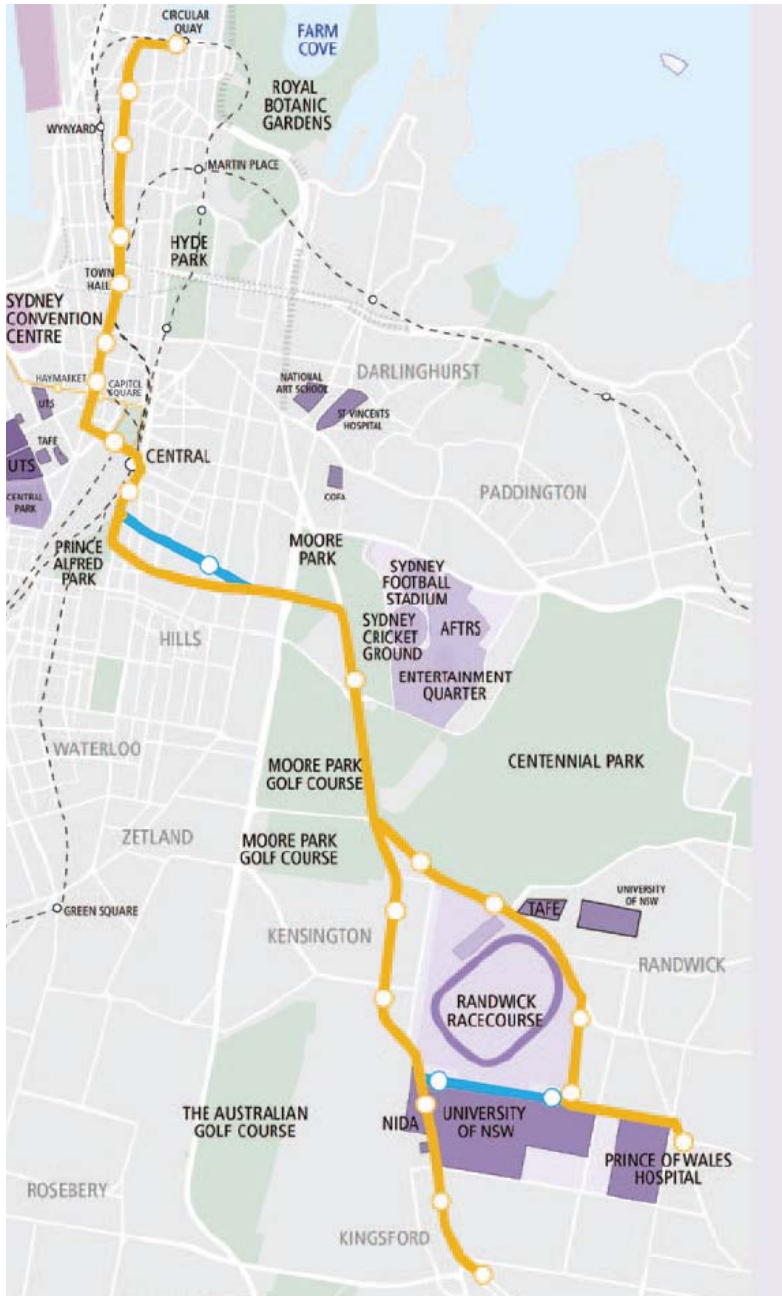 CIRCULAR
QUAY
FARM
COVE
ROYAL
BOTANIC
GARDENS
WYNYARD
MARTIN PLACE
HYDE
PARK
TOWN
HALL
SYDNEY
CONVENTION
CENTRE
DARLINGHURST
HAYMARKET
CAPITOL
SQUARE
NATIONAL
ART SCHOOL
UTS
ST VINCENTS
HOSPITAL
TAFE
CENTRAL
UTS
COFA
PADDINGTON
CENTRAL
PARK
PRINCE
ALFRED
PARK
MOORE
PARK
SYDNEY
FOOTBALL
STADIUM
SYDNEY
CRICKET
GROUND
AFTRS
HILLS
ENTERTAINMENT
QUARTER
WATERLOO
MOORE PARK
GOLF COURSE
CENTENNIAL PARK
ZETLAND
MOORE PARK
GOLF COURSE
UNIVERSITY
OF NSW
TAFE
GREEN SQUARE
KENSINGTON
RANDWICK
RANDWICK
RACECOURSE
THE AUSTRALIAN
GOLF COURSE
NIDA
UNIVERSITY
OF NSW
PRINCE OF WALES
HOSPITAL
ROSEBERY
KINGSFORD